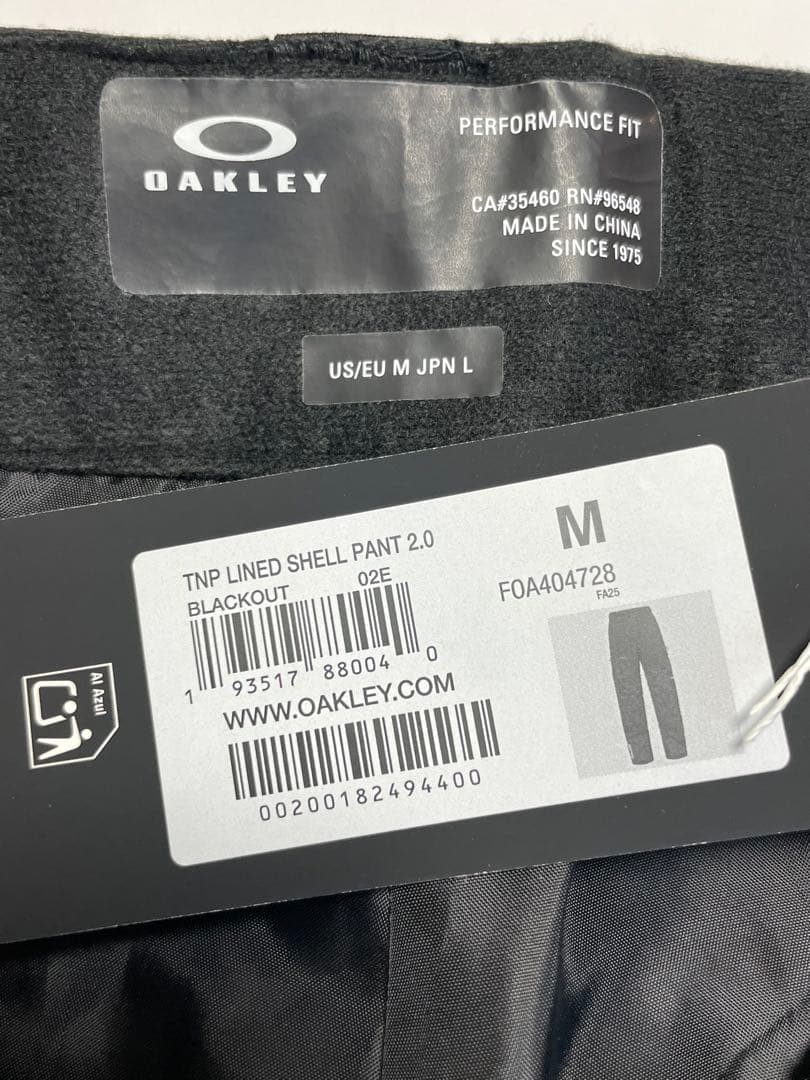 OAKLEY
PERFORMANCE FIT
CA#35460 RN#96548
MADE IN CHINA
SINCE 1975
US/EU M JPN L
TNP LINED SHELL PANT 2.0
BLACKOUT 02E
M
FOA404728
FA25
1 93517 88004 0
WWW.OAKLEY.COM
00200182494400
Al Azul